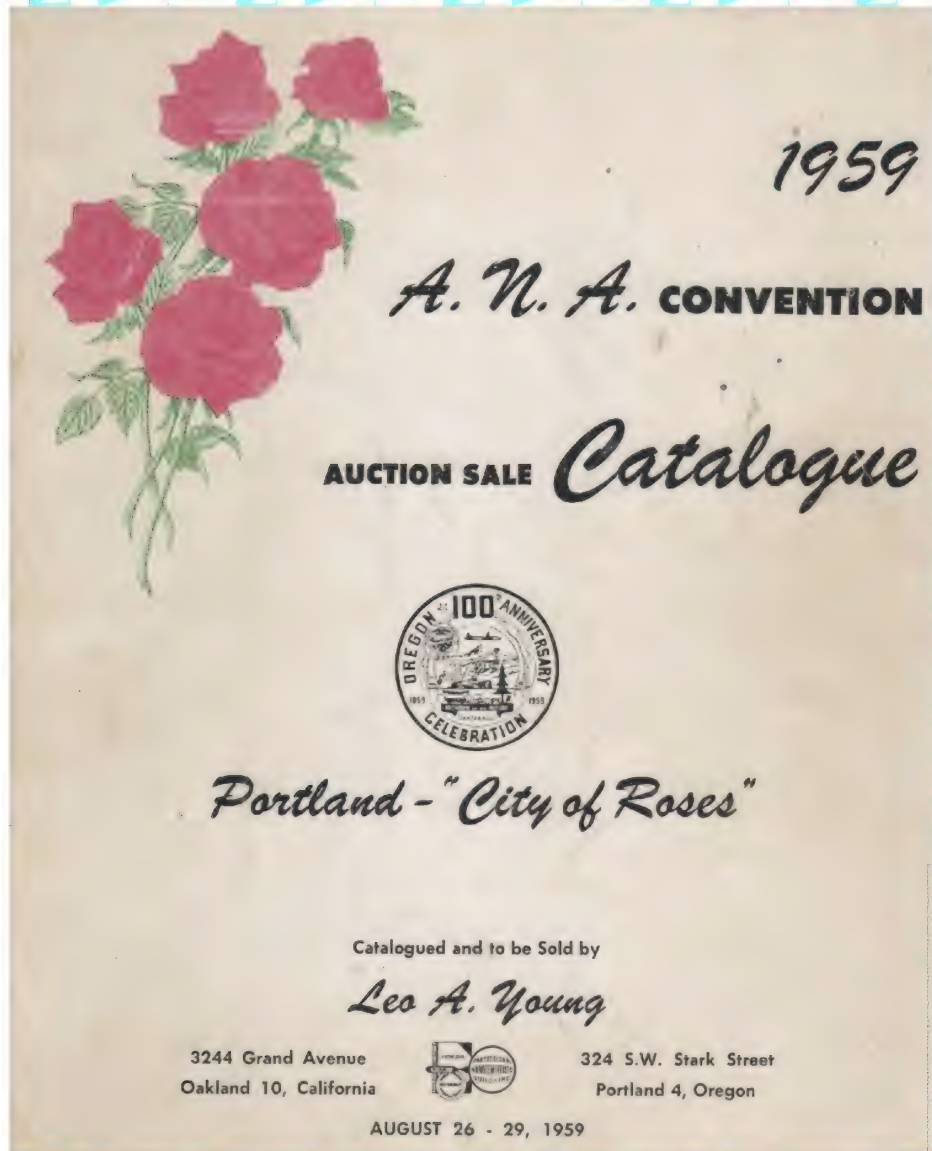 1959
A. N. A. CONVENTION
AUCTION SALE Catalogue
OREGON 100TH ANNIVERSARY
1859 1959
CELEBRATION
Portland - "City of Roses"
Catalogued and to be Sold by
Leo A. Young
3244 Grand Avenue
Oakland 10, California
324 S.W. Stark Street
Portland 4, Oregon
AUGUST 26 - 29, 1959